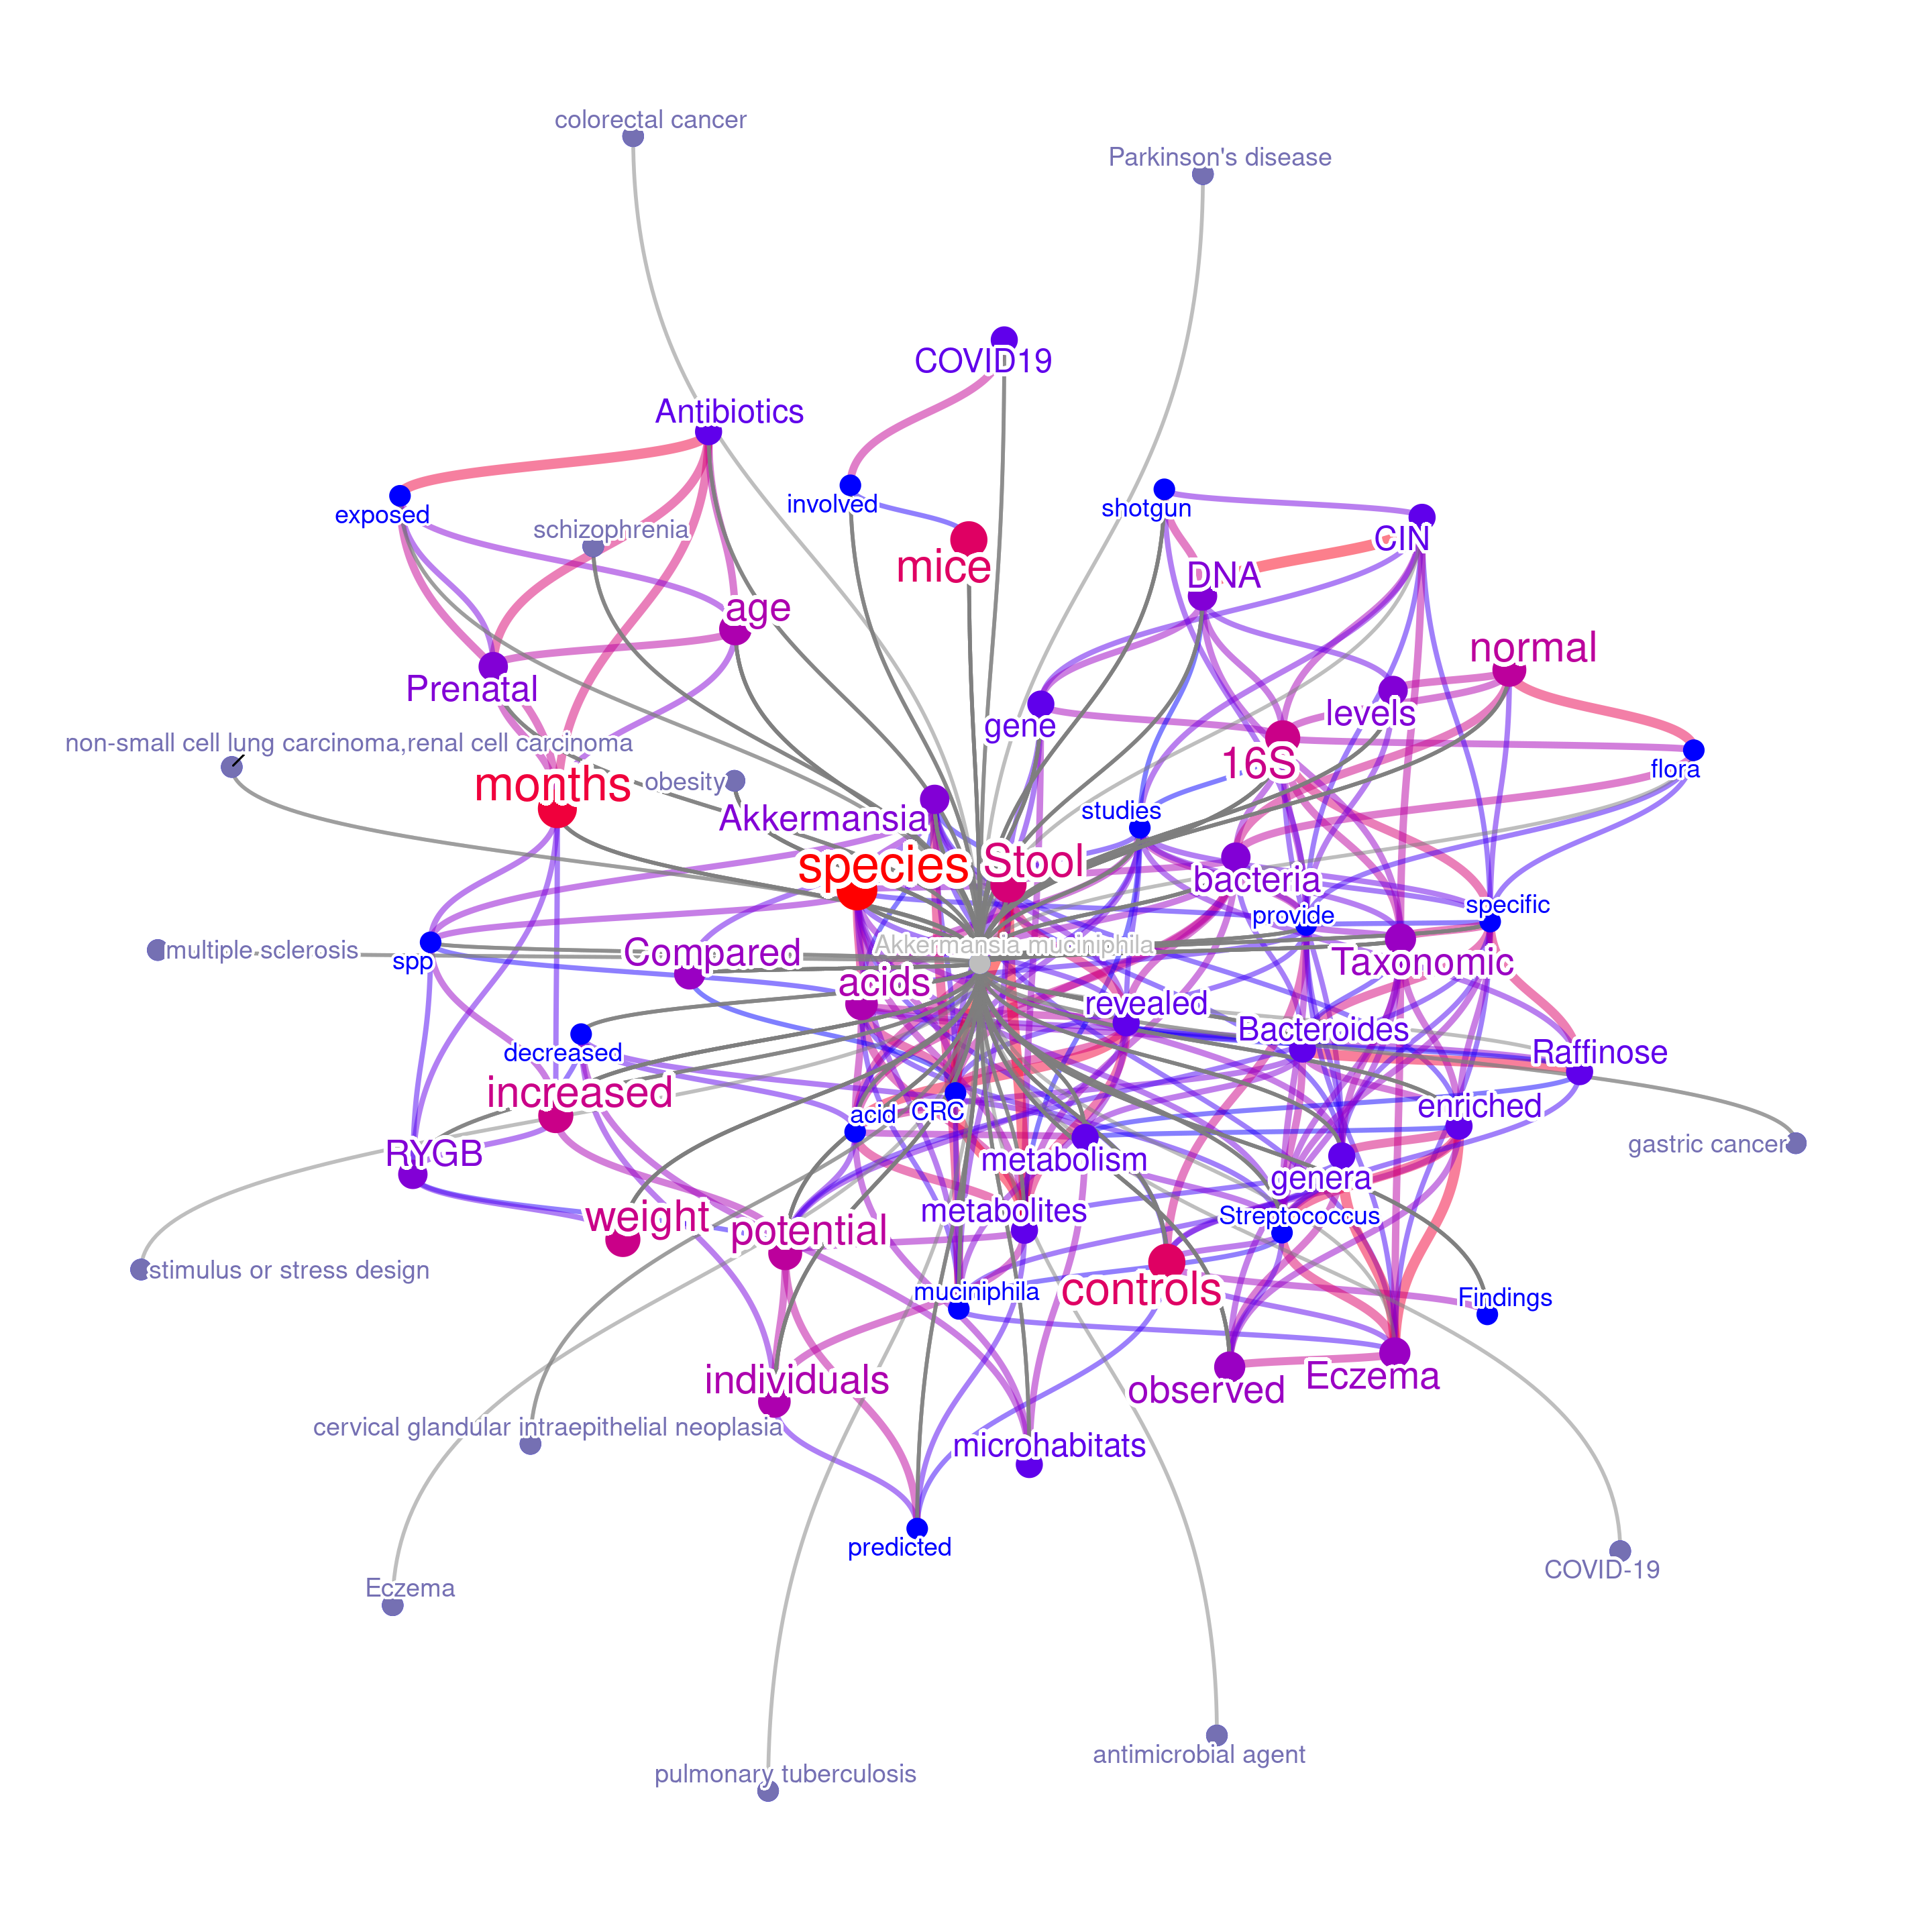 colorectal cancer
Parkinson's disease
COVID19
Antibiotics
involved
shotgun
exposed
schizophrenia
CIN
mice
DNA
age
normal
Prenatal
levels
gene
non-small cell lung carcinoma,renal cell carcinoma
16S
flora
months
obesity
Akkermansia
studies
species
Stool
bacteria
specific
provide
Akkermansia muciniphila
multiple sclerosis
Compared
spp
Taxonomic
acids
revealed
Bacteroides
decreased
Raffinose
increased
acid
CRC
enriched
RYGB
metabolism
gastric cancer
genera
weight
potential
metabolites
Streptococcus
stimulus or stress design
muciniphila
controls
Findings
individuals
observed
Eczema
cervical glandular intraepithelial neoplasia
microhabitats
predicted
COVID-19
Eczema
antimicrobial agent
pulmonary tuberculosis